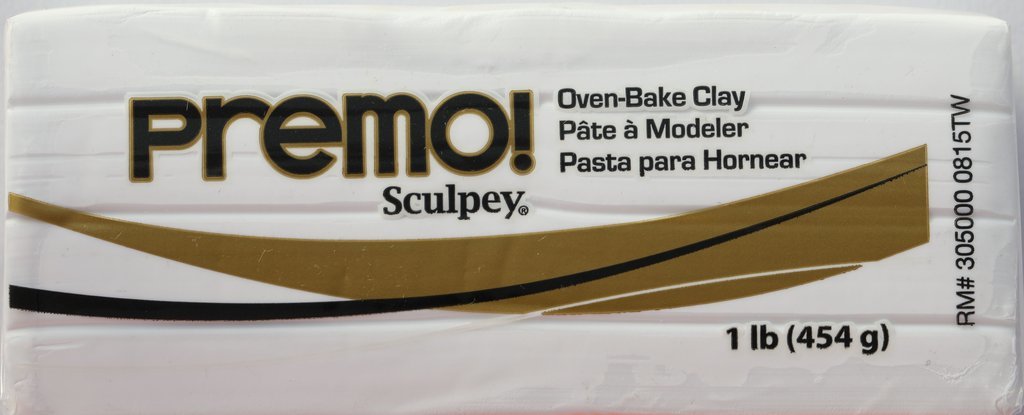 Premo!
Sculpey®
Oven-Bake Clay
Pâte à Modeler
Pasta para Hornear
1 lb (454 g)
RM# 305000 0815TW